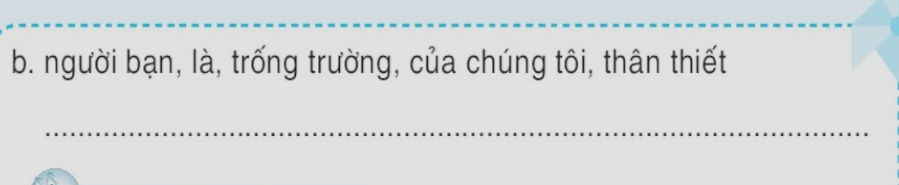 b. người bạn, là, trống trường, của chúng tôi, thân thiết